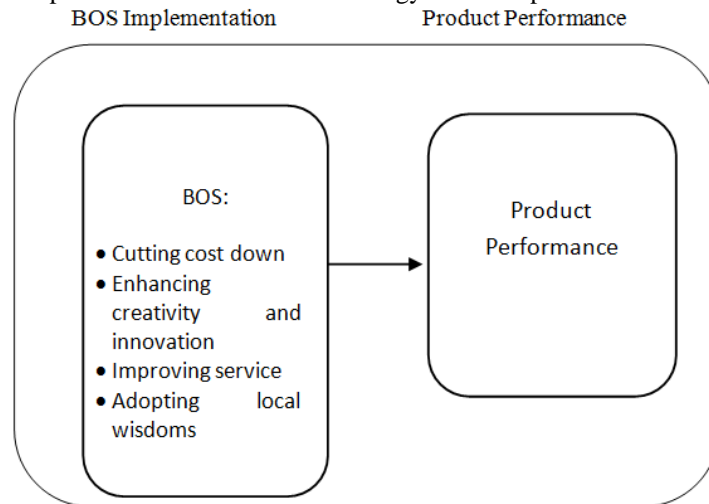 BOS Implementation Product Performance
BOS:
• Cutting cost down
• Enhancing
creativity and
innovation
• Improving service
• Adopting local
wisdoms
Product
Performance